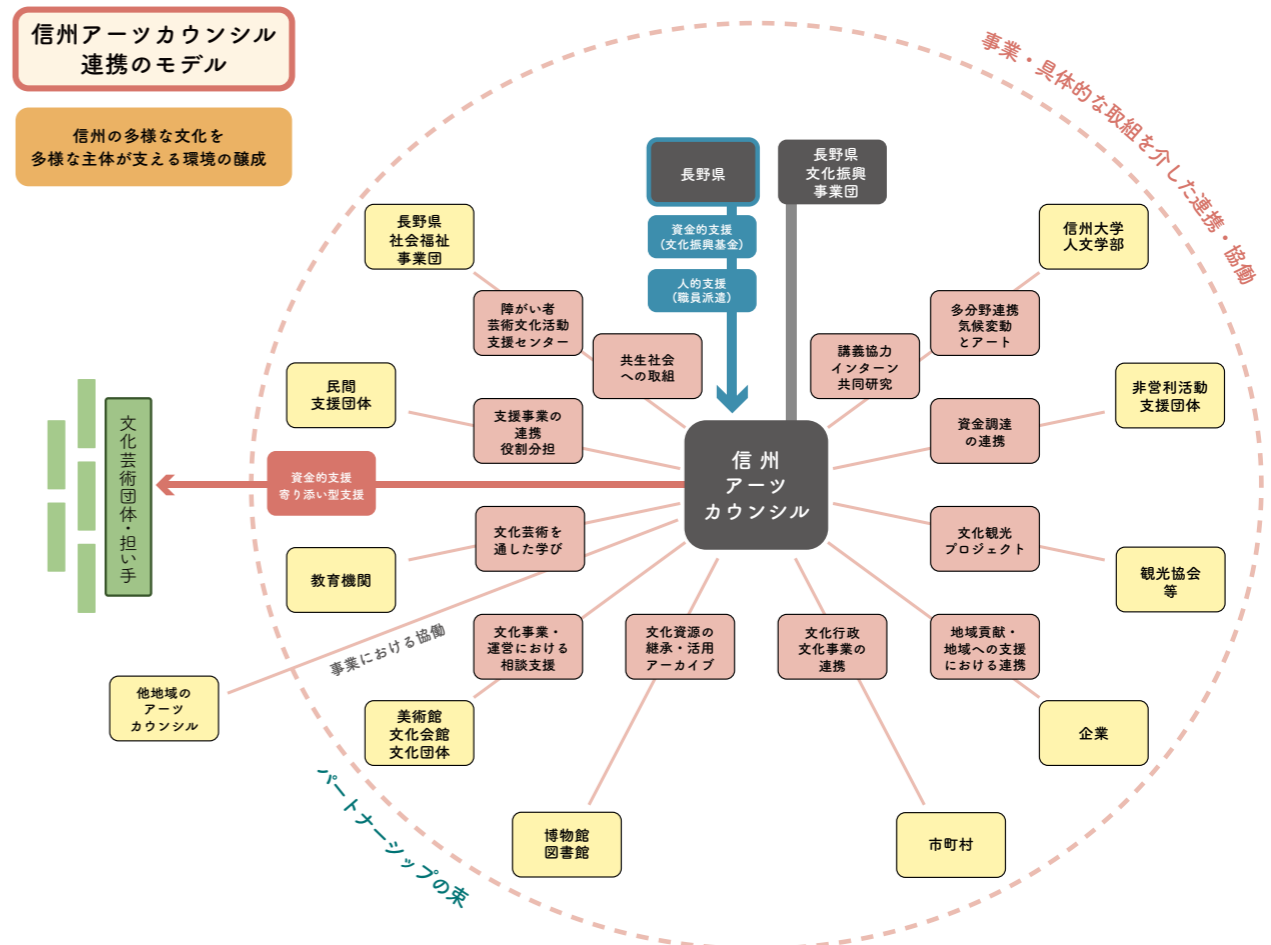 信州アーツカウンシル
連携のモデル
信州の多様な文化を
多様な主体が支える環境の醸成
事業・具体的な取組を介した連携・協働
長野県
長野県
文化振興
事業団
資金的支援
(文化振興基金)
人的支援
(職員派遣)
長野県
社会福祉
事業団
障がい者
芸術文化活動
支援センター
共生社会
への取組
講義協力
インターン
共同研究
多分野連携
気候変動
とアート
信州大学
人文学部
民間
支援団体
支援事業の
連携
役割分担
資金調達
の連携
非営利活動
支援団体
文化芸術団体・担い手
資金的支援
寄り添い型支援
信州
アーツ
カウンシル
教育機関
文化芸術を
通した学び
文化観光
プロジェクト
観光協会
等
事業における協働
他地域の
アーツ
カウンシル
文化事業・
運営における
相談支援
文化資源の
継承・活用
アーカイブ
文化行政
文化事業の
連携
地域貢献・
地域への支援
における連携
美術館
文化会館
文化団体
企業
博物館
図書館
市町村
パートナーシップの束